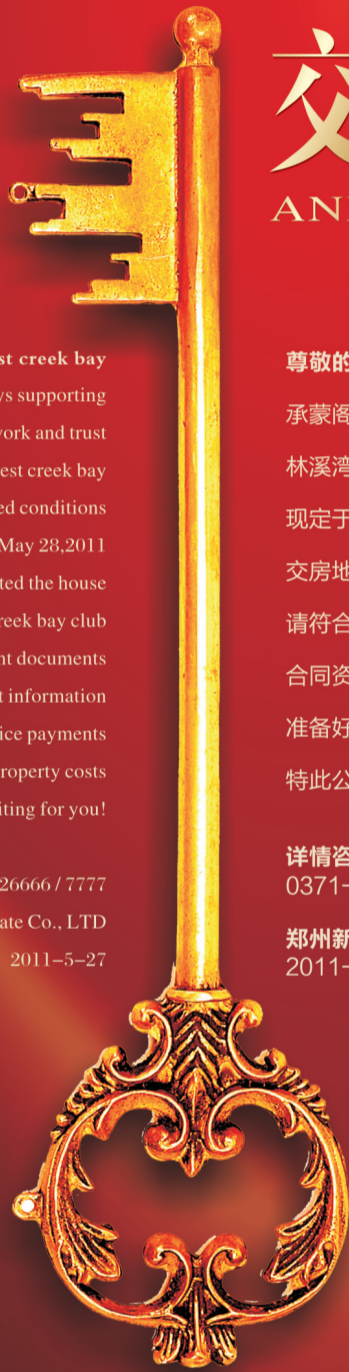 交
AN
st creek bay
ys supporting
work and trust
est creek bay
ed conditions
May 28,2011
ted the house
reek bay club
nt documents
t information
ice payments
roperty costs
iting for you!
26666 / 7777
ate Co., LTD
2011-5-27
尊敬的
承蒙阁
林溪湾
现定于
交房地
请符合
合同资
准备好
特此公
详情咨
0371-
郑州新
2011-